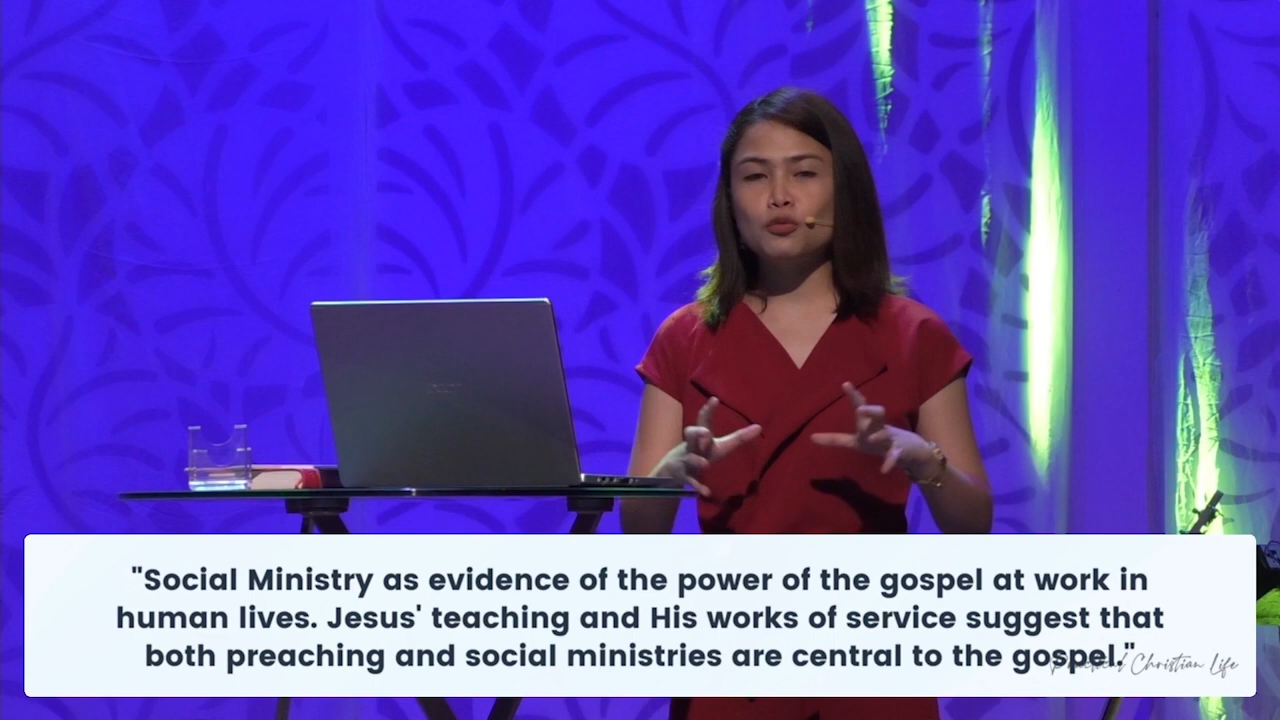 "Social Ministry as evidence of the power of the gospel at work in
human lives. Jesus' teaching and His works of service suggest that
both preaching and social ministries are central to the gospel."
Christian Life